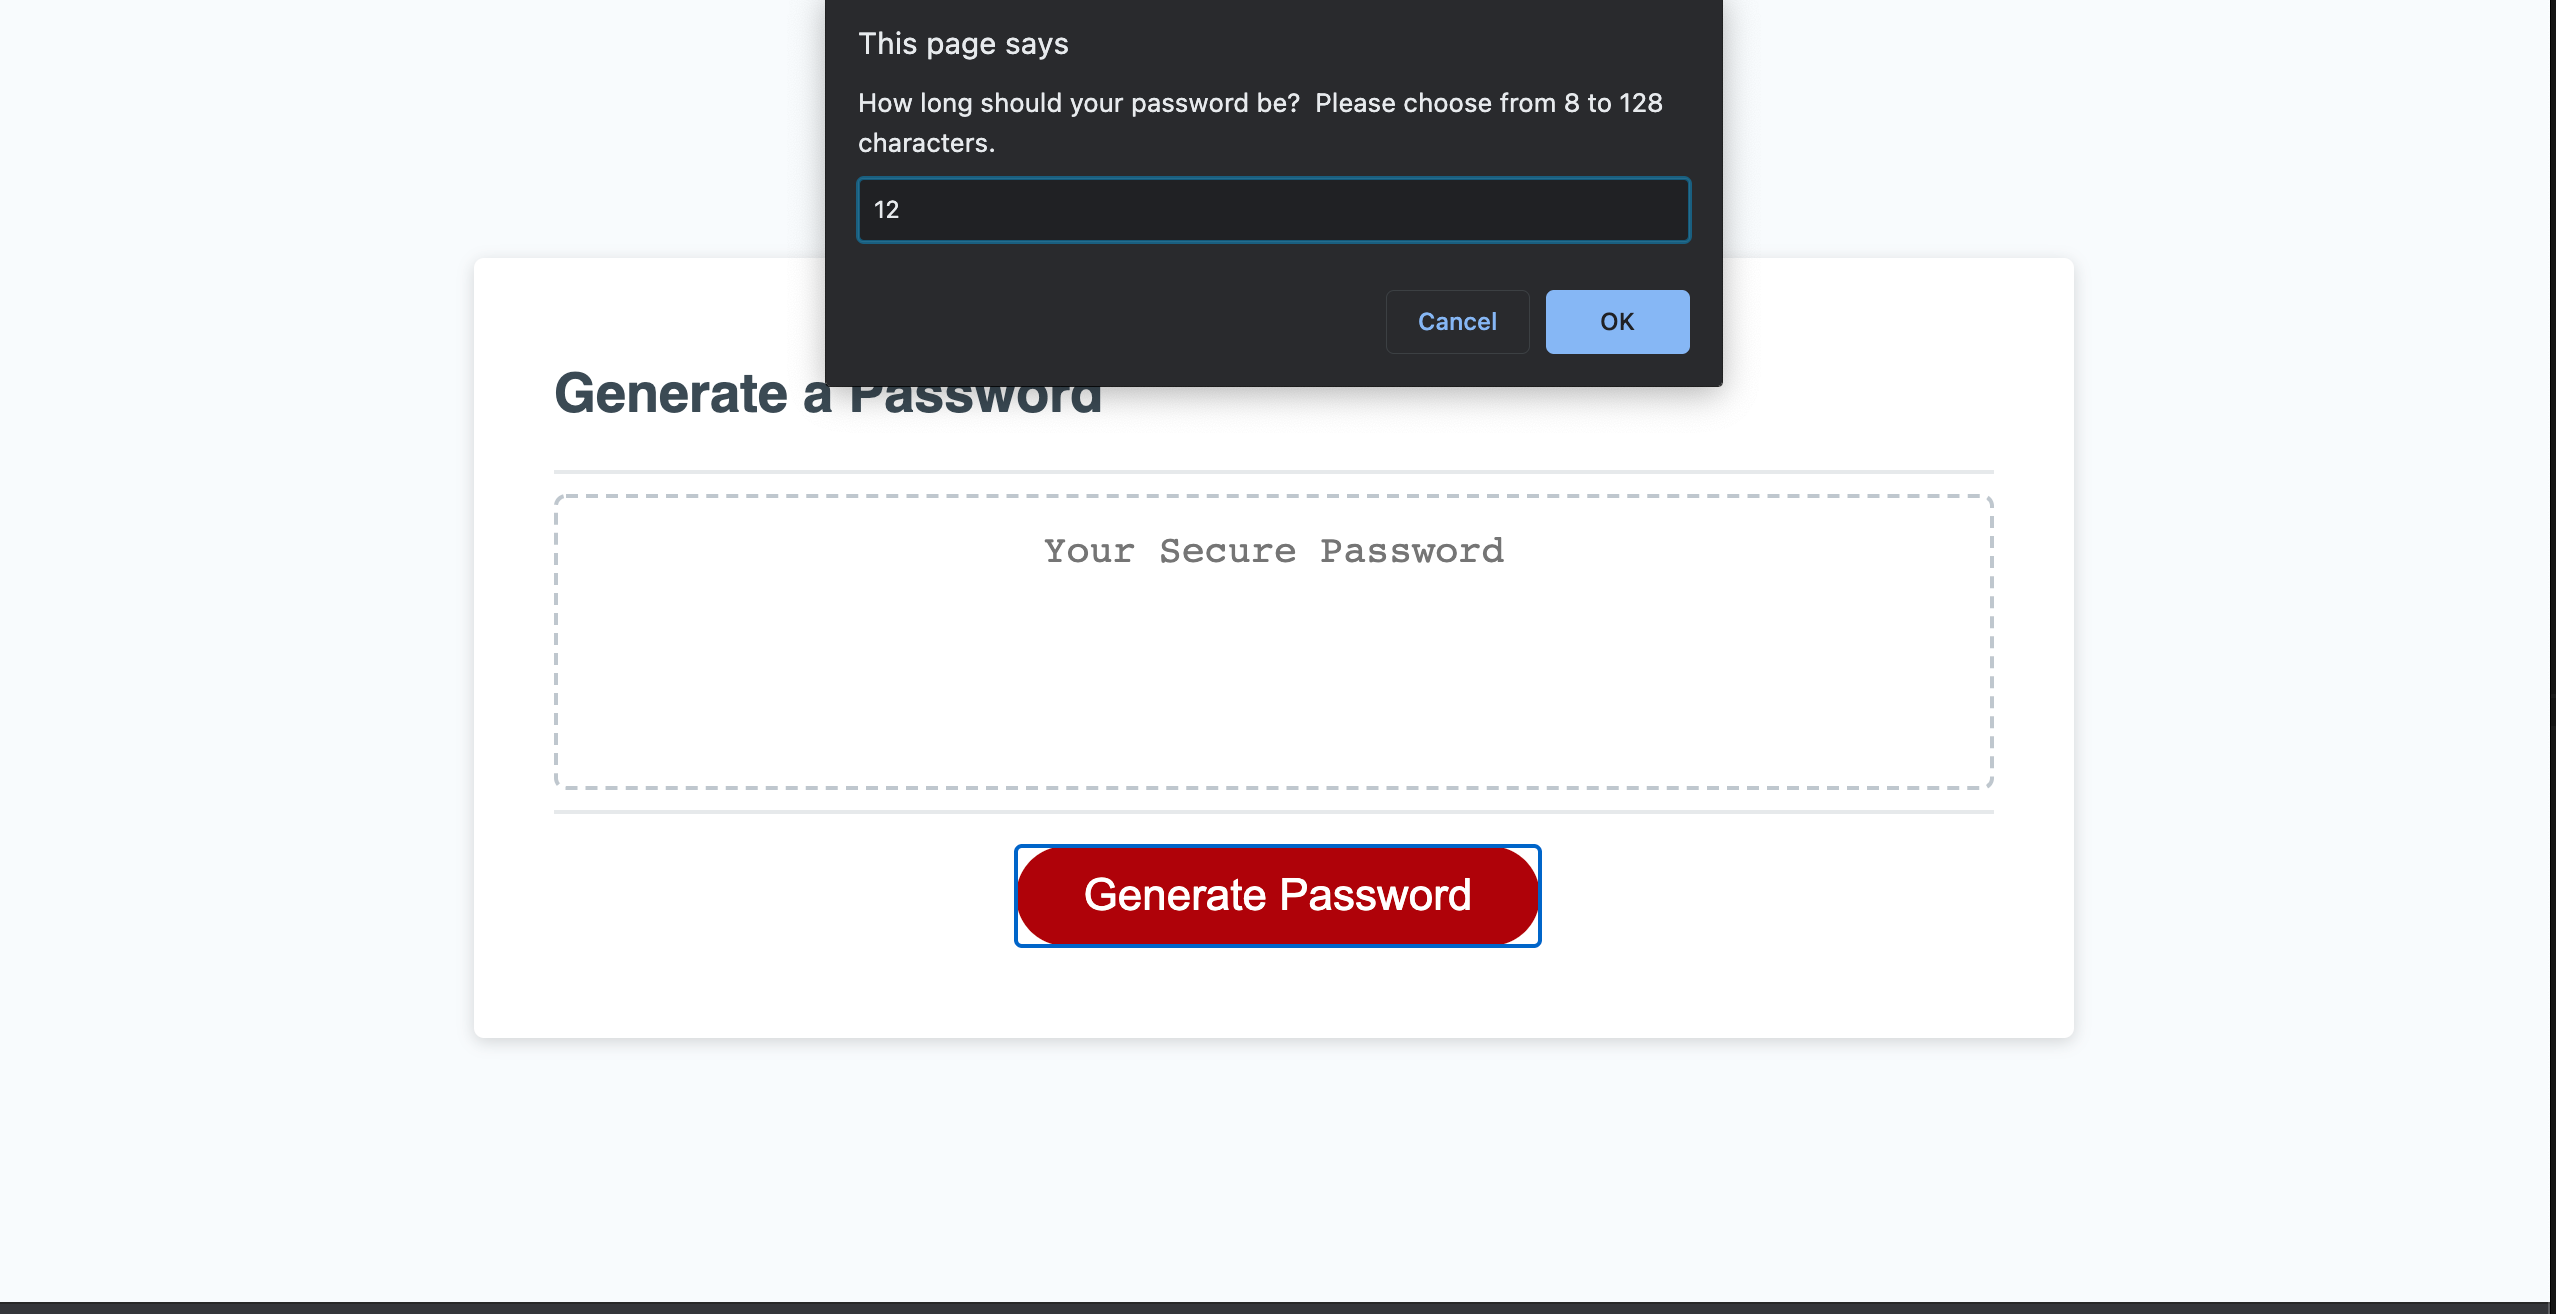 This page says
How long should your password be?  Please choose from 8 to 128
characters.
12
Cancel
OK
Generate a Password
Your Secure Password
Generate Password